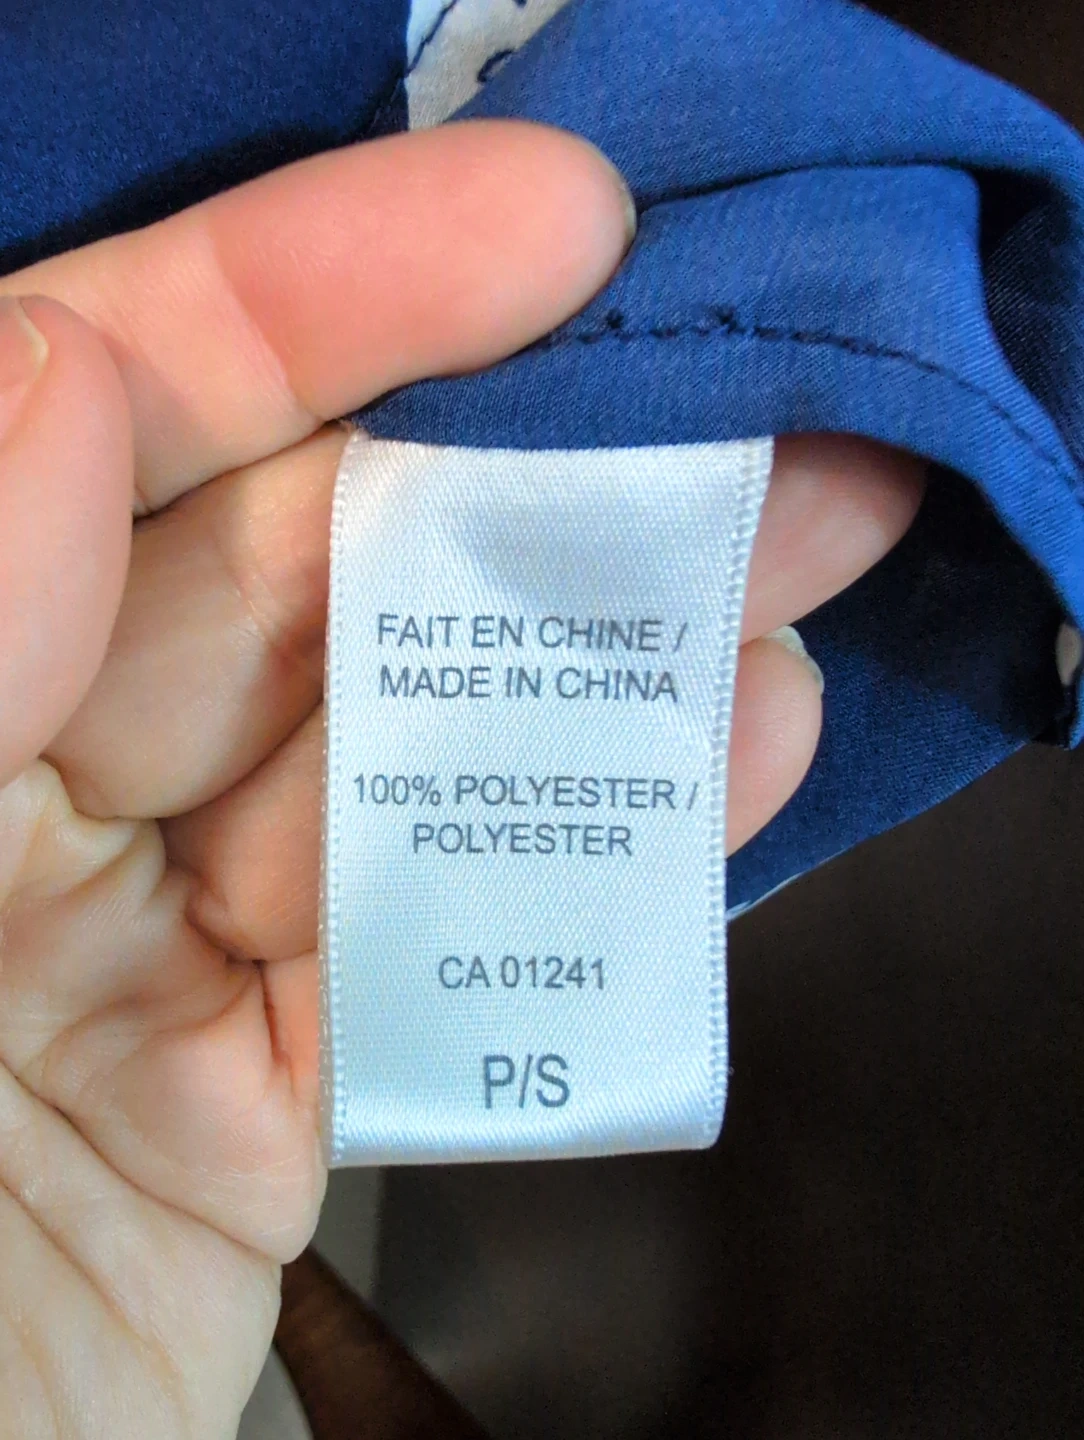 FAIT EN CHINE /
MADE IN CHINA
100% POLYESTER /
POLYESTER
CA 01241
P/S